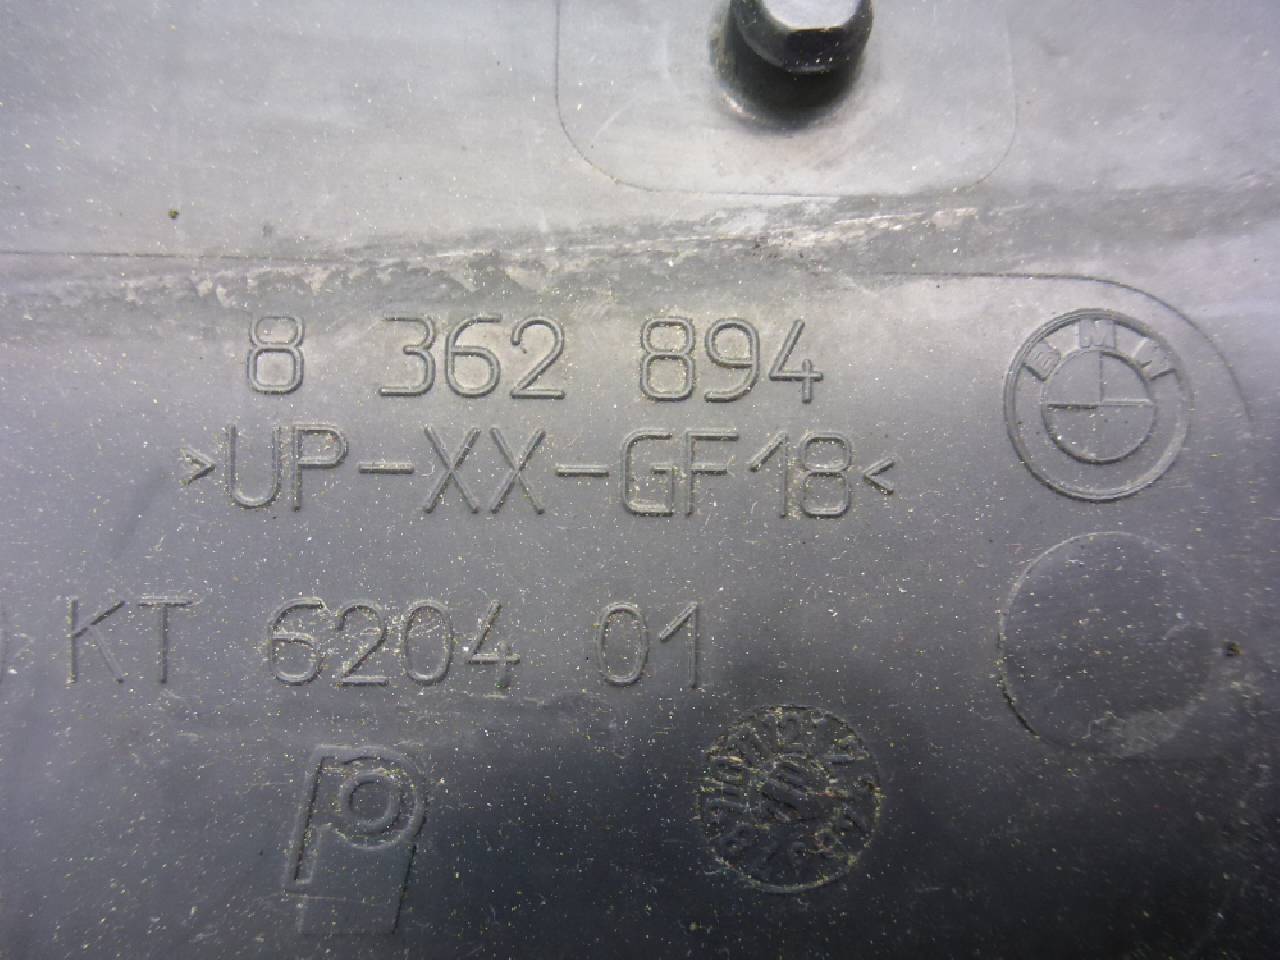 8 362 894
BMW
>UP-XX-GF18<
KT 6204 01